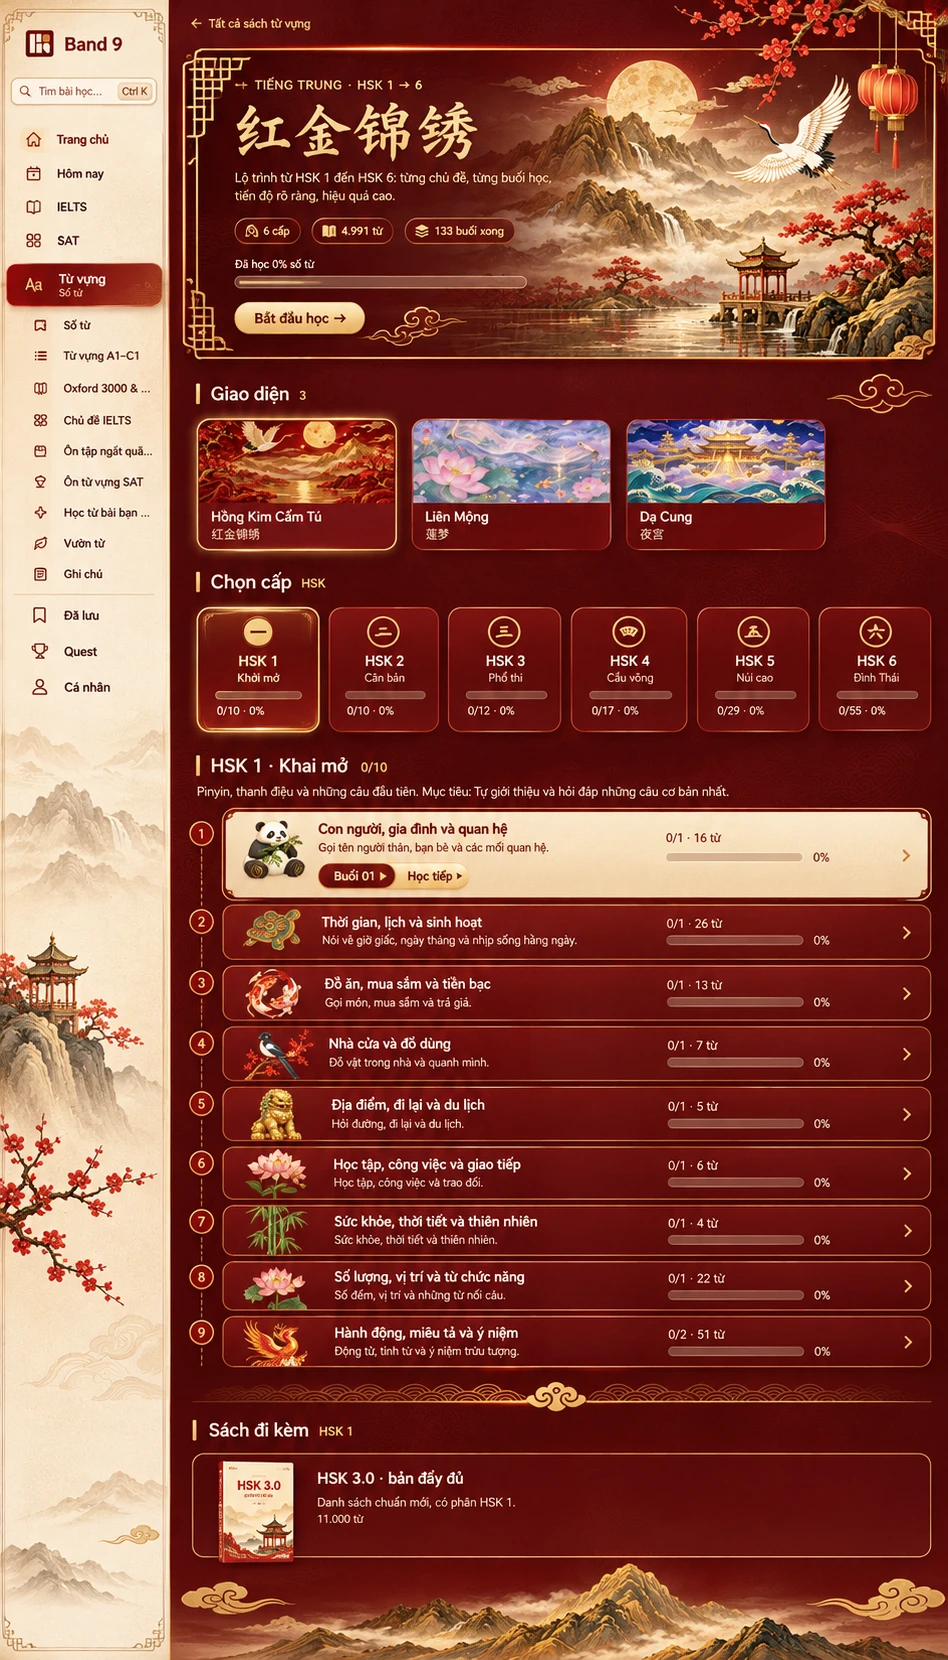 Band 9
Tìm bài học...
Ctrl K
Trang chủ
Hôm nay
IELTS
SAT
Aa
Từ vựng
Sổ từ
Sổ từ
Từ vựng A1–C1
Oxford 3000 & ...
Chủ đề IELTS
Ôn tập ngắt quã...
Ôn từ vựng SAT
Học từ bài bạn ...
Vườn từ
Ghi chú
Đã lưu
Quest
Cá nhân
← Tất cả sách từ vựng
TIẾNG TRUNG · HSK 1 → 6
红金锦锈
Lộ trình từ HSK 1 đến HSK 6: từng chủ đề, từng buổi học,
tiến độ rõ ràng, hiệu quả cao.
6 cấp
4.991 từ
133 buổi xong
Đã học 0% số từ
Bắt đầu học →
Giao diện 3
Hồng Kim Cẩm Tú
红金锦绣
Liên Mộng
莲梦
Dạ Cung
夜宫
Chọn cấp HSK
一
HSK 1
Khởi mở
0/10 · 0%
二
HSK 2
Căn bản
0/10 · 0%
三
HSK 3
Phổ thi
0/12 · 0%
HSK 4
Cầu vồng
0/17 · 0%
五
HSK 5
Núi cao
0/29 · 0%
六
HSK 6
Đình Thái
0/55 · 0%
HSK 1 · Khai mở 0/10
Pinyin, thanh điệu và những câu đầu tiên. Mục tiêu: Tự giới thiệu và hỏi đáp những câu cơ bản nhất.
1
Con người, gia đình và quan hệ
Gọi tên người thân, bạn bè và các mối quan hệ.
Buổi 01
Học tiếp
0/1 · 16 từ
0%
2
Thời gian, lịch và sinh hoạt
Nói về giờ giấc, ngày tháng và nhịp sống hằng ngày.
0/1 · 26 từ
0%
3
Đồ ăn, mua sắm và tiền bạc
Gọi món, mua sắm và trả giá.
0/1 · 13 từ
0%
4
Nhà cửa và đồ dùng
Đồ vật trong nhà và quanh mình.
0/1 · 7 từ
0%
5
Địa điểm, đi lại và du lịch
Hỏi đường, đi lại và du lịch.
0/1 · 5 từ
0%
6
Học tập, công việc và giao tiếp
Học tập, công việc và trao đổi.
0/1 · 6 từ
0%
7
Sức khỏe, thời tiết và thiên nhiên
Sức khỏe, thời tiết và thiên nhiên.
0/1 · 4 từ
0%
8
Số lượng, vị trí và từ chức năng
Số đếm, vị trí và những từ nối câu.
0/1 · 22 từ
0%
9
Hành động, miêu tả và ý niệm
Động từ, tính từ và ý niệm trừu tượng.
0/2 · 51 từ
0%
Sách đi kèm HSK 1
HSK 3.0
HSK 3.0 · bản đầy đủ
Danh sách chuẩn mới, có phân HSK 1.
11.000 từ